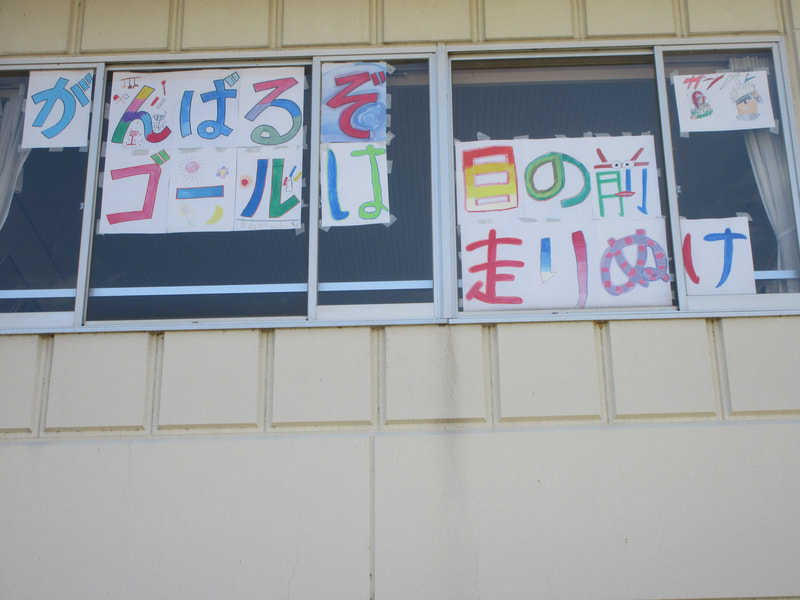 がんばるぞ
ゴールは
目の前
走りぬけ